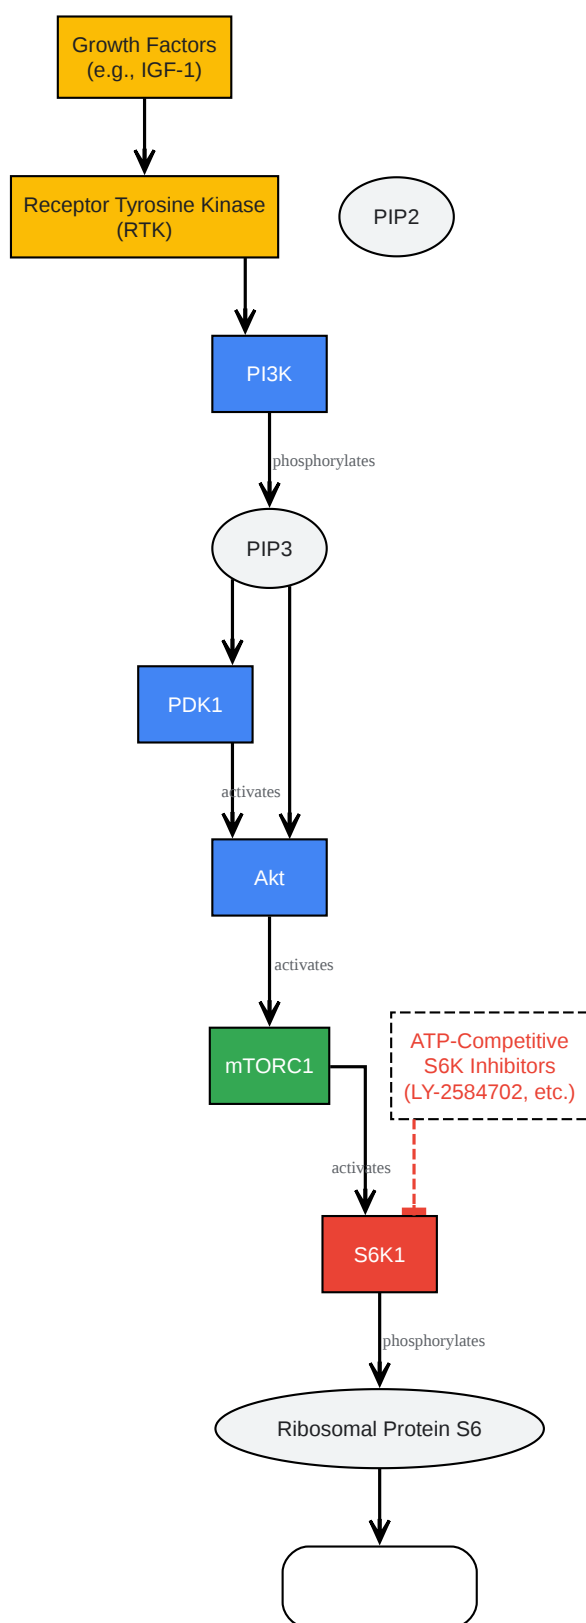 Growth Factors
(e.g., IGF-1)
Receptor Tyrosine Kinase
(RTK)
PIP2
PI3K
phosphorylates
PIP3
PDK1
activates
Akt
activates
mTORC1
ATP-Competitive
S6K Inhibitors
(LY-2584702, etc.)
activates
S6K1
phosphorylates
Ribosomal Protein S6